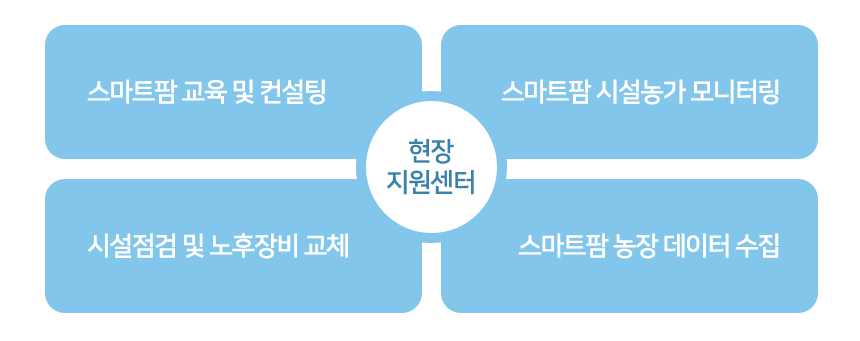 스마트팜 교육 및 컨설팅
스마트팜 시설농가 모니터링
현장
지원센터
시설점검 및 노후장비 교체
스마트팜 농장 데이터 수집